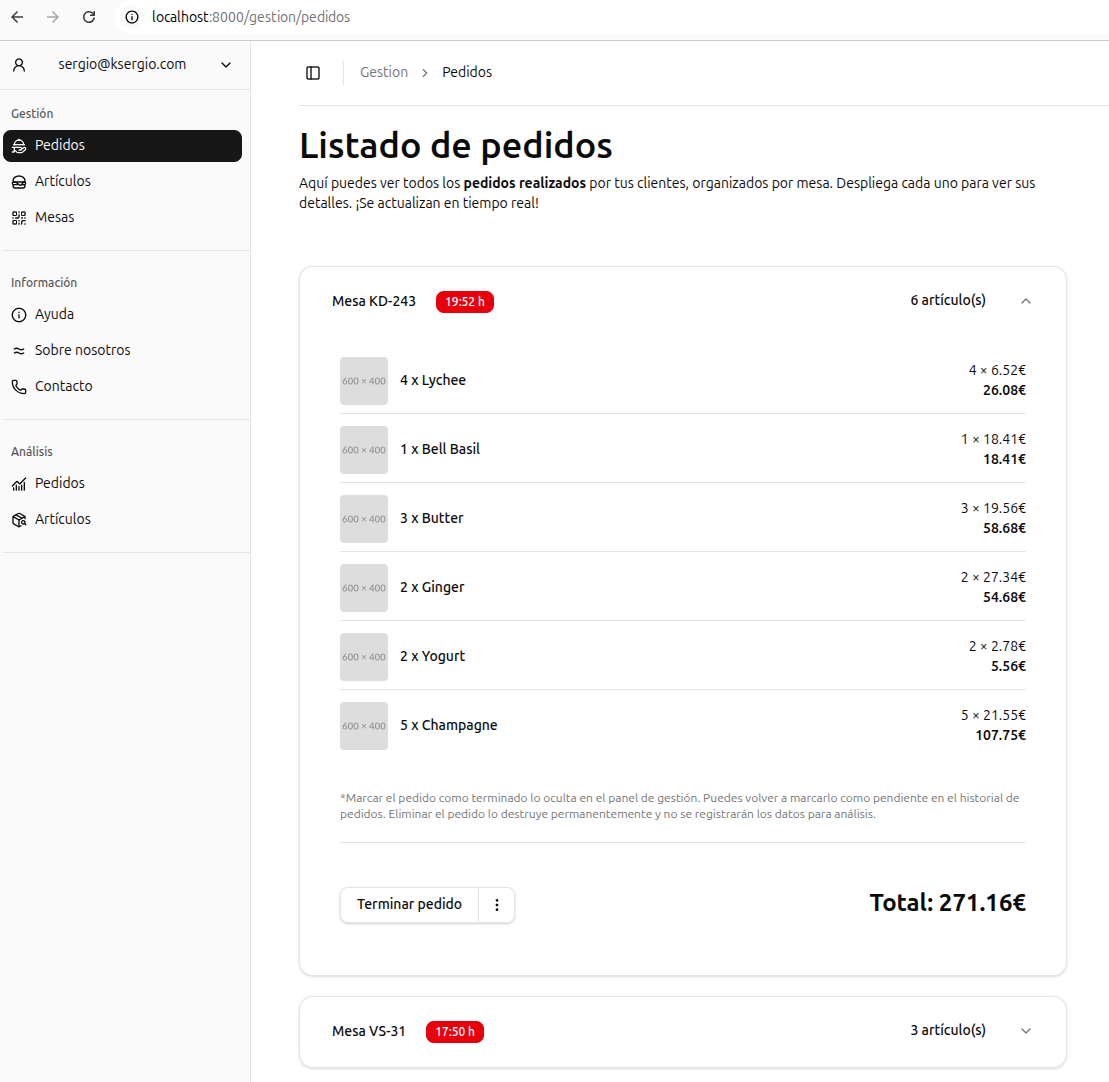 localhost:8000/gestion/pedidos
sergio@ksergio.com
Gestión
Pedidos
Artículos
Mesas
Información
Ayuda
Sobre nosotros
Contacto
Análisis
Pedidos
Artículos
Gestion > Pedidos
Listado de pedidos
Aquí puedes ver todos los pedidos realizados por tus clientes, organizados por mesa. Despliega cada uno para ver sus
detalles. ¡Se actualizan en tiempo real!
Mesa KD-243 19:52 h 6 artículo(s)
600 × 400 4 x Lychee 4 × 6.52€
26.08€
600 × 400 1 x Bell Basil 1 × 18.41€
18.41€
600 × 400 3 x Butter 3 × 19.56€
58.68€
600 × 400 2 x Ginger 2 × 27.34€
54.68€
600 × 400 2 x Yogurt 2 × 2.78€
5.56€
600 × 400 5 x Champagne 5 × 21.55€
107.75€
*Marcar el pedido como terminado lo oculta en el panel de gestión. Puedes volver a marcarlo como pendiente en el historial de
pedidos. Eliminar el pedido lo destruye permanentemente y no se registrarán los datos para análisis.
Terminar pedido Total: 271.16€
Mesa VS-31 17:50 h 3 artículo(s)